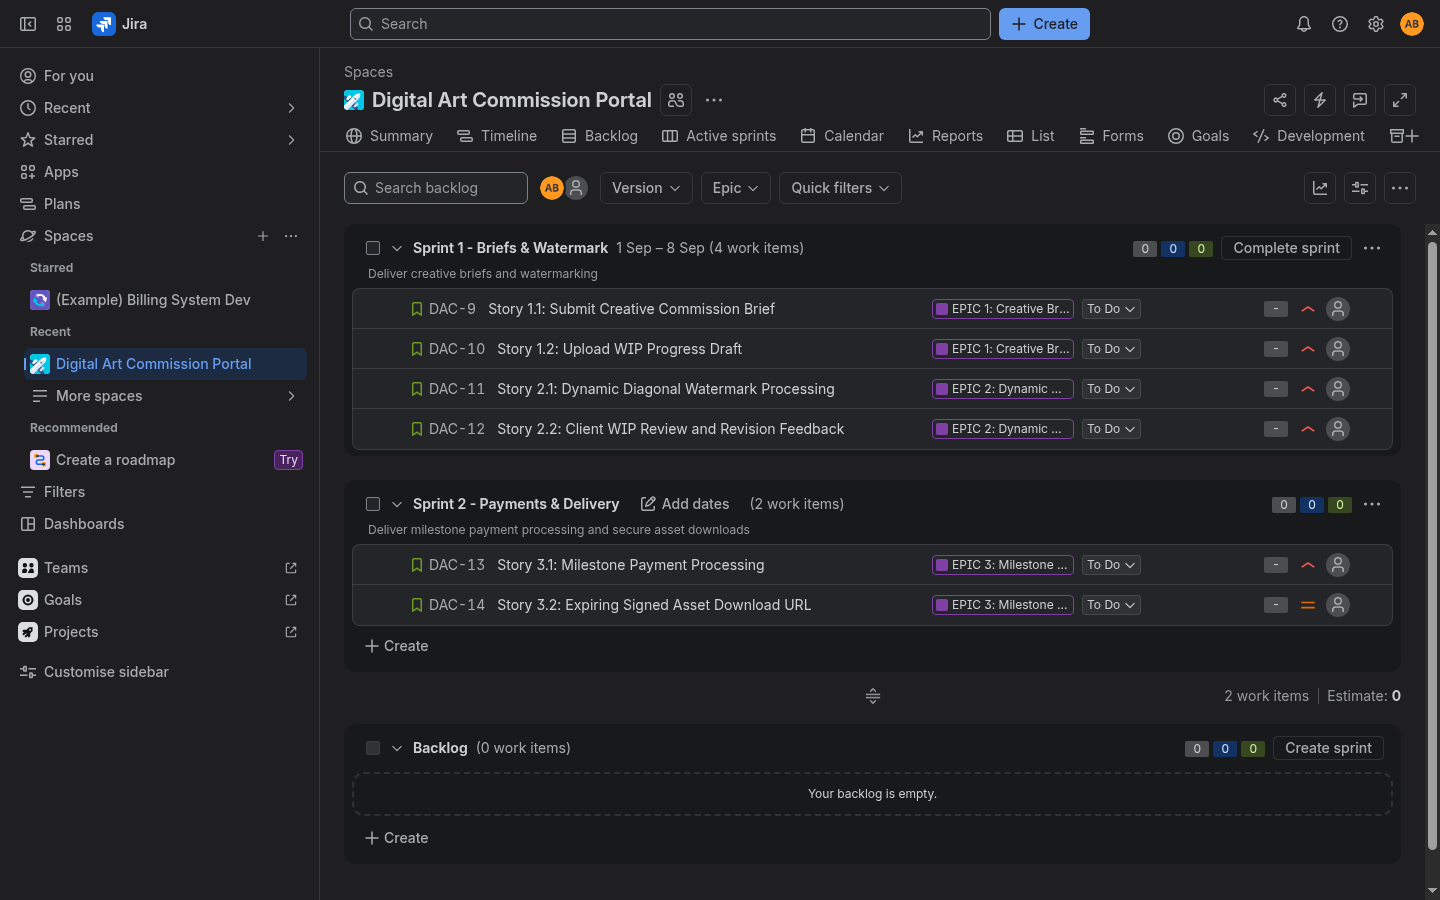 Jira
Search
Create
AB
For you
Recent
Starred
Apps
Plans
Spaces
Starred
(Example) Billing System Dev
Recent
Digital Art Commission Portal
More spaces
Recommended
Create a roadmap
Try
Filters
Dashboards
Teams
Goals
Projects
Customise sidebar
Spaces
Digital Art Commission Portal
Summary
Timeline
Backlog
Active sprints
Calendar
Reports
List
Forms
Goals
Development
Search backlog
AB
Version
Epic
Quick filters
Sprint 1 - Briefs & Watermark 1 Sep – 8 Sep (4 work items)
0 0 0 Complete sprint
Deliver creative briefs and watermarking
DAC-9 Story 1.1: Submit Creative Commission Brief EPIC 1: Creative Br... To Do -
DAC-10 Story 1.2: Upload WIP Progress Draft EPIC 1: Creative Br... To Do -
DAC-11 Story 2.1: Dynamic Diagonal Watermark Processing EPIC 2: Dynamic ... To Do -
DAC-12 Story 2.2: Client WIP Review and Revision Feedback EPIC 2: Dynamic ... To Do -
Sprint 2 - Payments & Delivery Add dates (2 work items)
0 0 0
Deliver milestone payment processing and secure asset downloads
DAC-13 Story 3.1: Milestone Payment Processing EPIC 3: Milestone ... To Do -
DAC-14 Story 3.2: Expiring Signed Asset Download URL EPIC 3: Milestone ... To Do -
Create
2 work items Estimate: 0
Backlog (0 work items)
0 0 0 Create sprint
Your backlog is empty.
Create